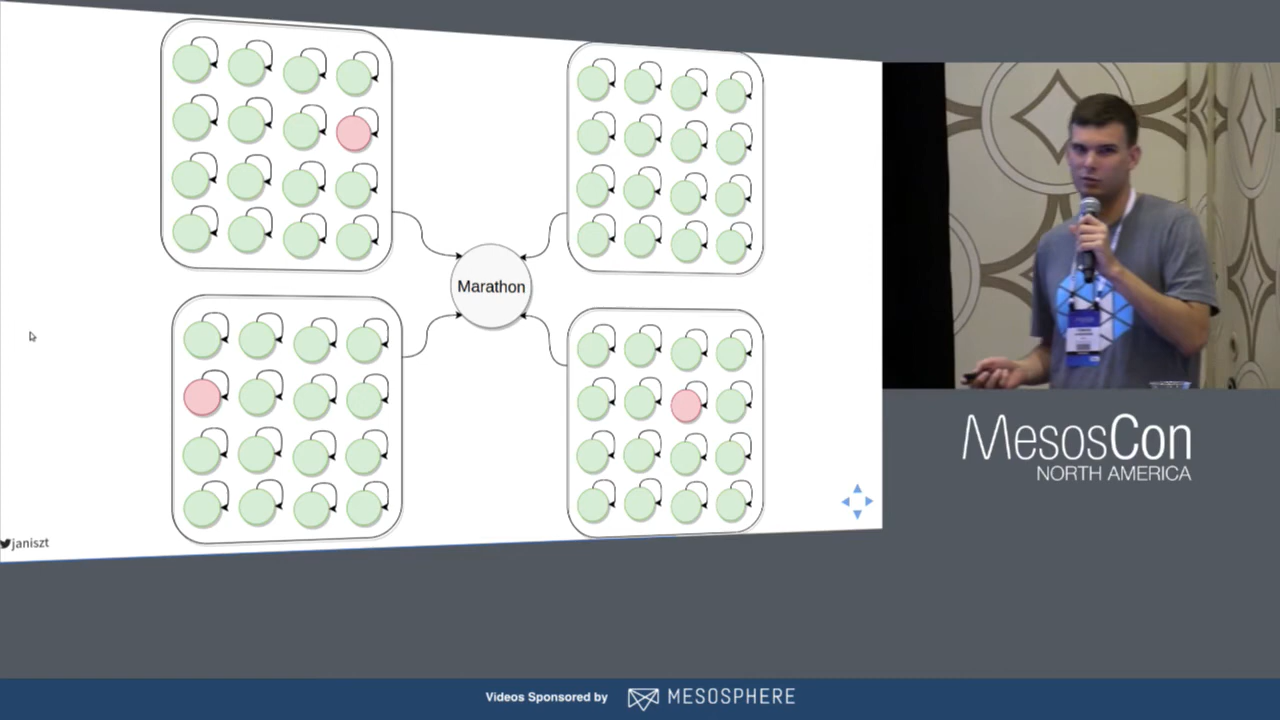 Marathon
janiszt
MesosCon
NORTH AMERICA
Videos Sponsored by MESOSPHERE